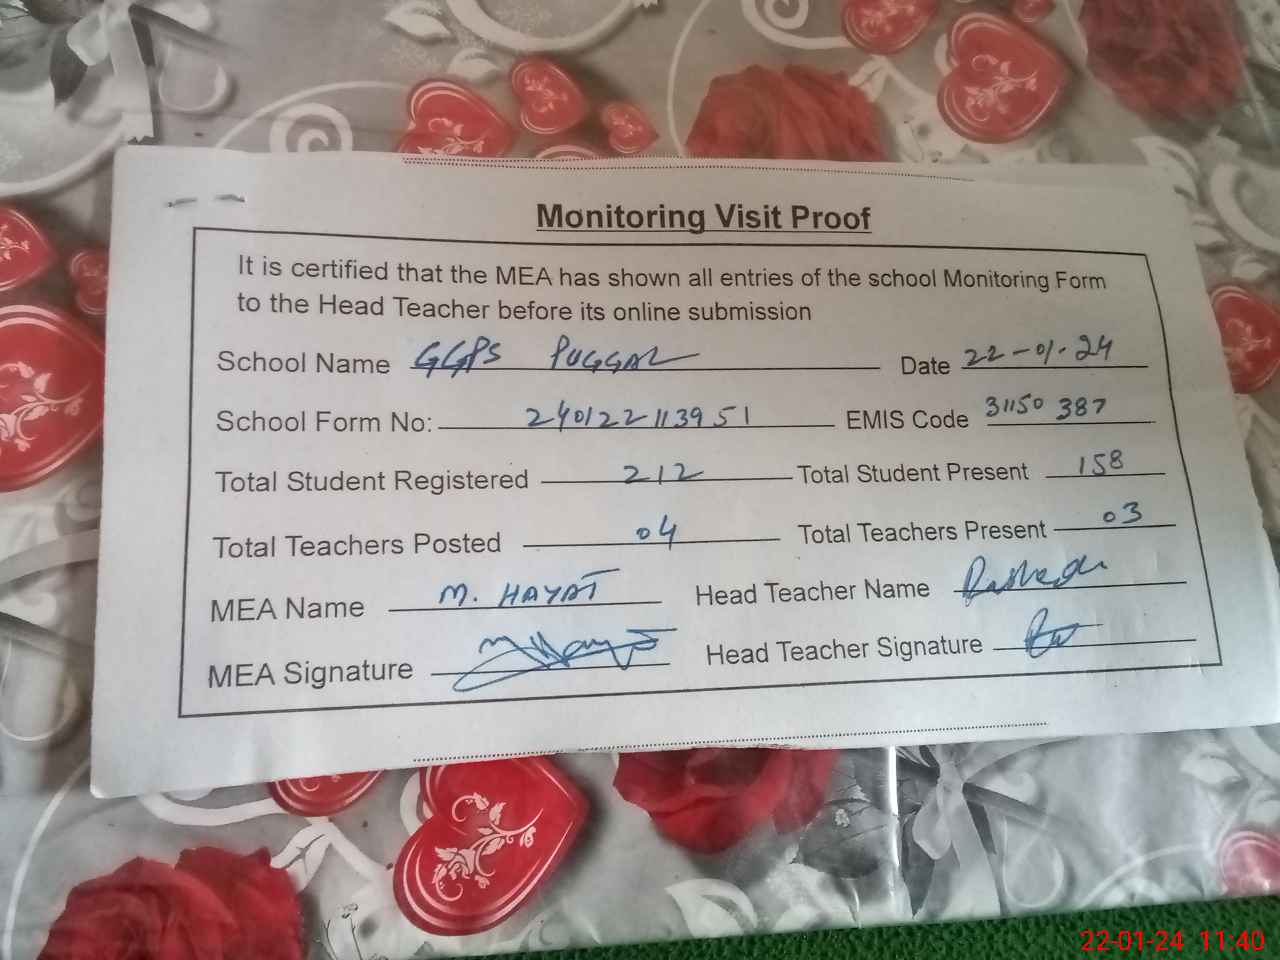 Monitoring Visit Proof
It is certified that the MEA has shown all entries of the school Monitoring Form
to the Head Teacher before its online submission
School Name GGPS PUGGAL Date 22-01-24
School Form No: 240122113951 EMIS Code 31150 387
Total Student Registered 212 Total Student Present 158
Total Teachers Posted 04 Total Teachers Present 03
MEA Name M. HAYAT Head Teacher Name
MEA Signature Head Teacher Signature
22-01-24 11:40